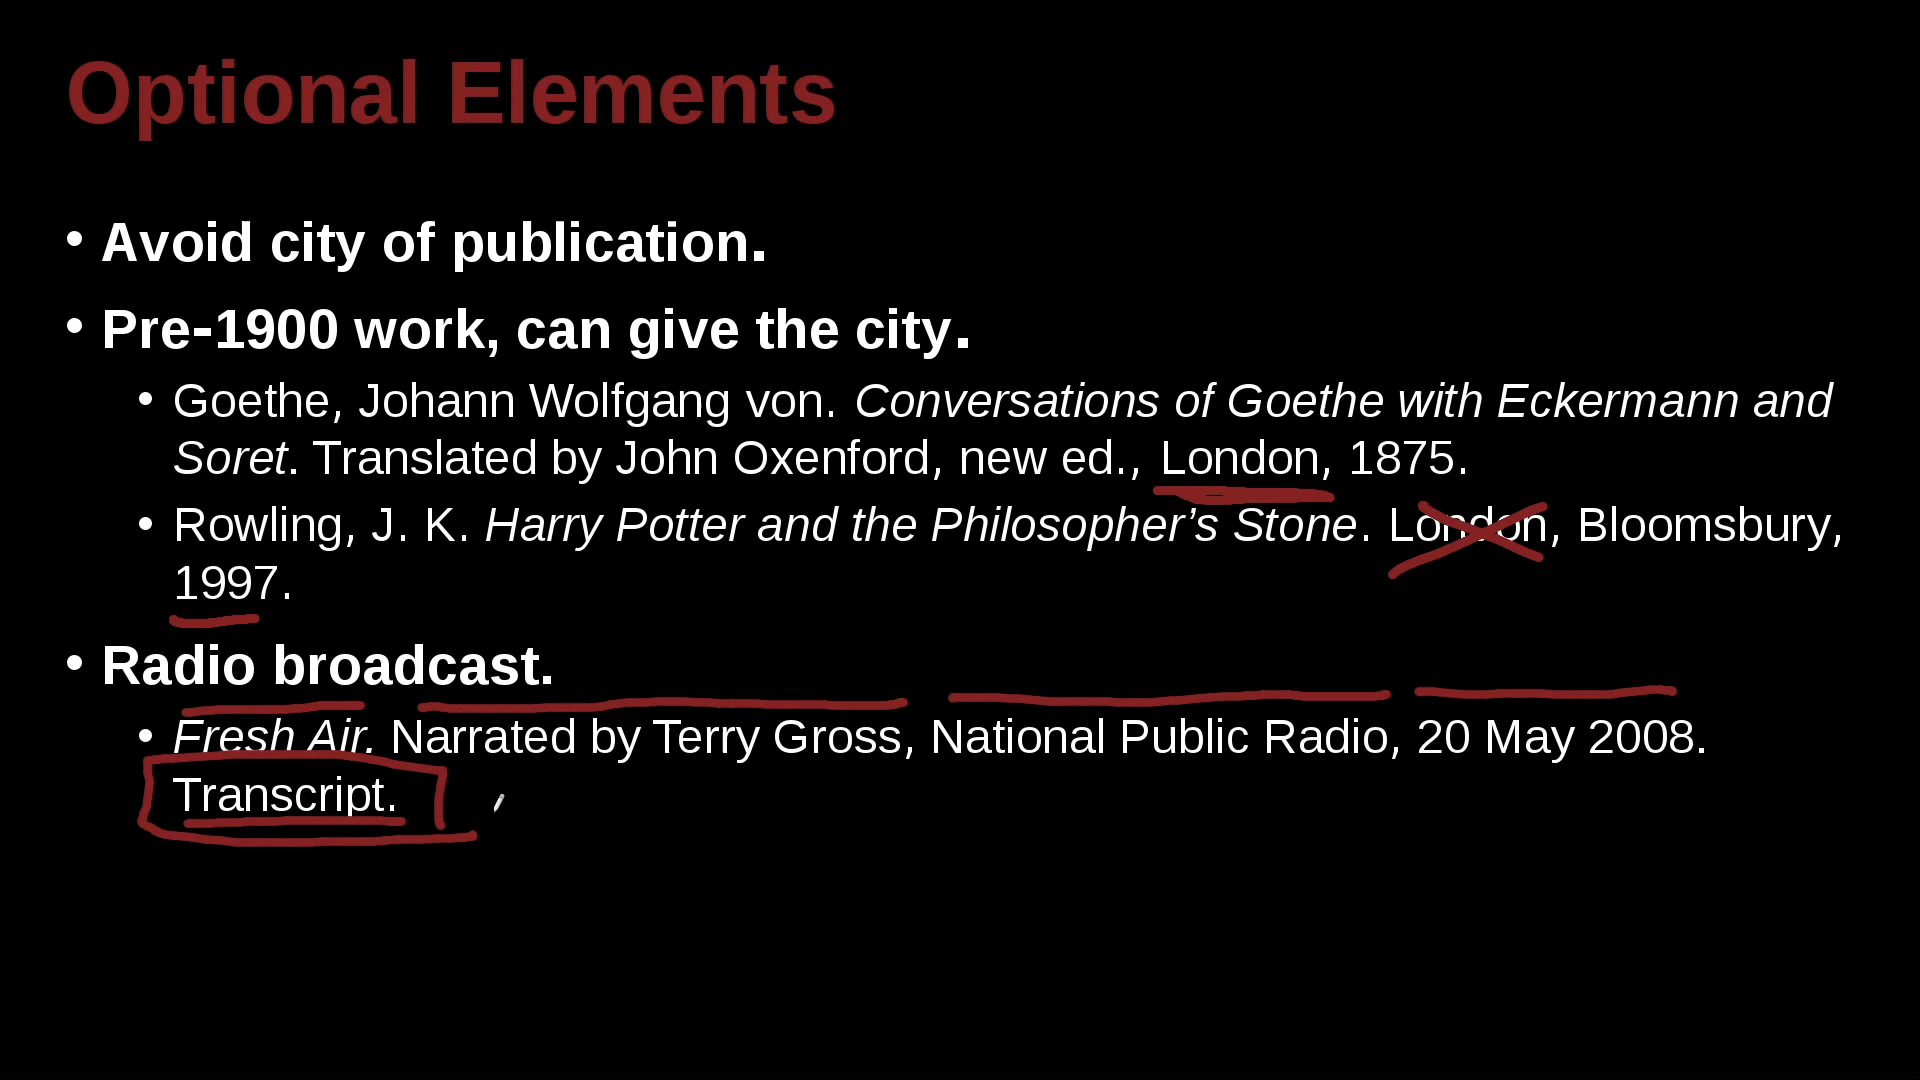 Optional Elements
• Avoid city of publication.
• Pre-1900 work, can give the city.
• Goethe, Johann Wolfgang von. Conversations of Goethe with Eckermann and
Soret. Translated by John Oxenford, new ed., London, 1875.
• Rowling, J. K. Harry Potter and the Philosopher’s Stone. London, Bloomsbury,
1997.
• Radio broadcast.
• Fresh Air. Narrated by Terry Gross, National Public Radio, 20 May 2008.
Transcript.